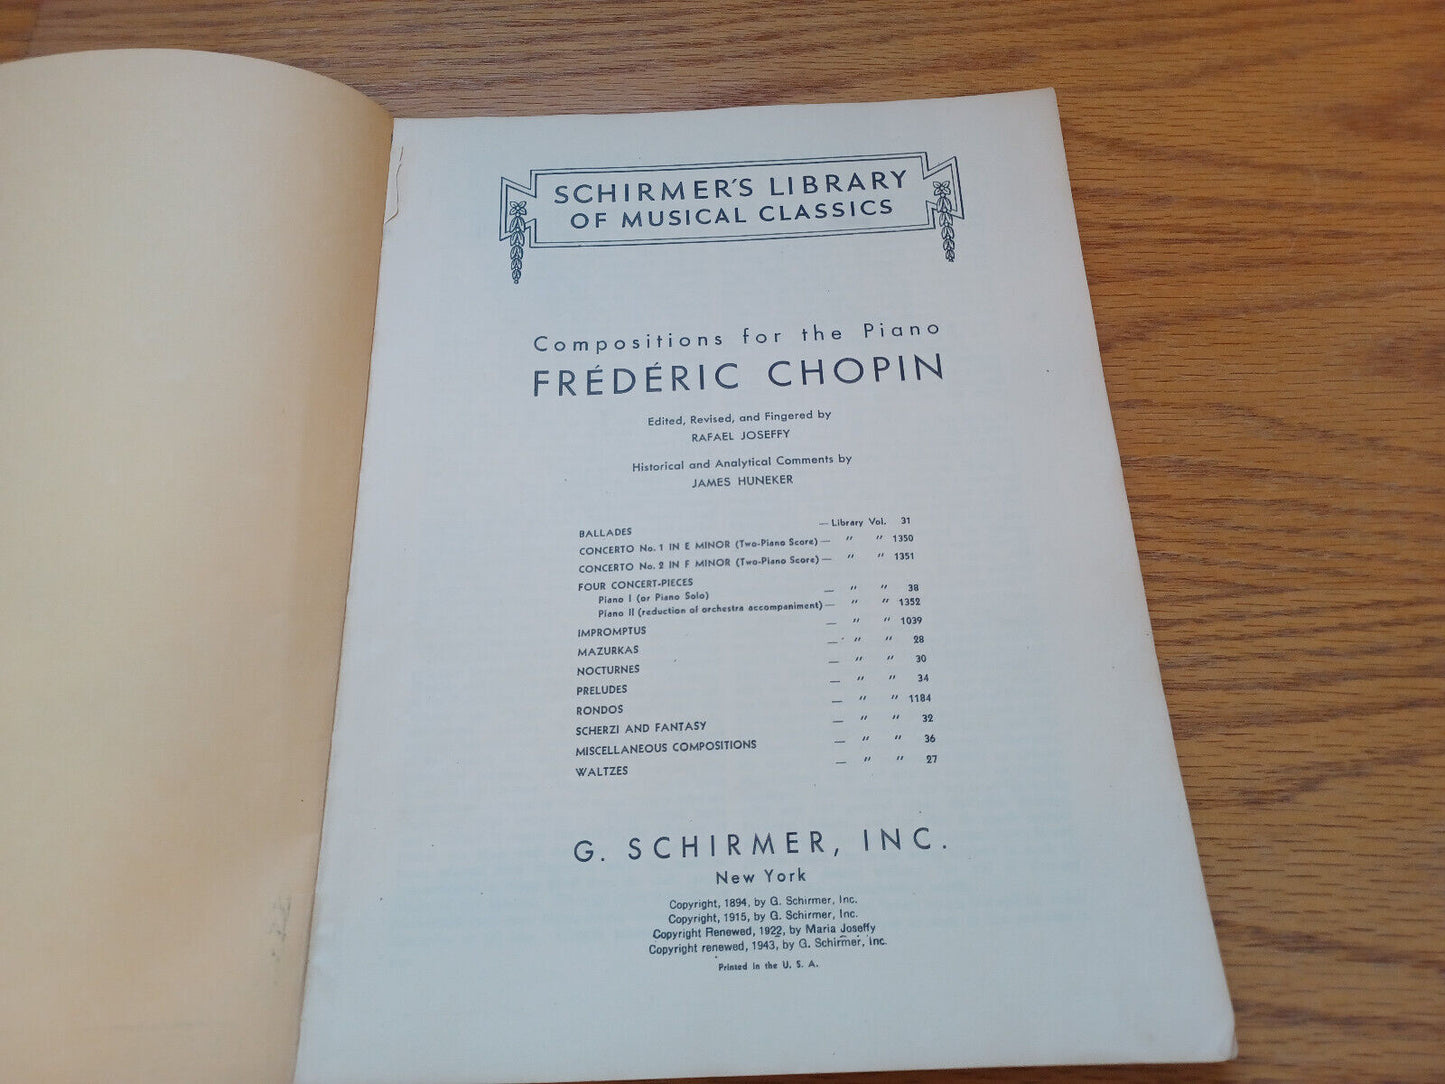 SCHIRMER'S LIBRARY
OF MUSICAL CLASSICS
Compositions for the Piano
FRÉDÉRIC CHOPIN
Edited, Revised, and Fingered by
RAFAEL JOSEFFY
Historical and Analytical Comments by
JAMES HUNEKER
BALLADES — Library Vol. 31
CONCERTO No. 1 IN E MINOR (Two-Piano Score) — " " 1350
CONCERTO No. 2 IN F MINOR (Two-Piano Score) — " " 1351
FOUR CONCERT-PIECES
Piano I (or Piano Solo) — " " 38
Piano II (reduction of orchestra accompaniment) — " " 1352
IMPROMPTUS — " " 1039
MAZURKAS — " " 28
NOCTURNES — " " 30
PRELUDES — " " 34
RONDOS — " " 1184
SCHERZI AND FANTASY — " " 32
MISCELLANEOUS COMPOSITIONS — " " 36
WALTZES — " " 27
G. SCHIRMER, INC.
New York
Copyright, 1894, by G. Schirmer, Inc.
Copyright, 1915, by G. Schirmer, Inc.
Copyright Renewed, 1922, by Maria Joseffy
Copyright renewed, 1943, by G. Schirmer, Inc.
Printed in the U. S. A.